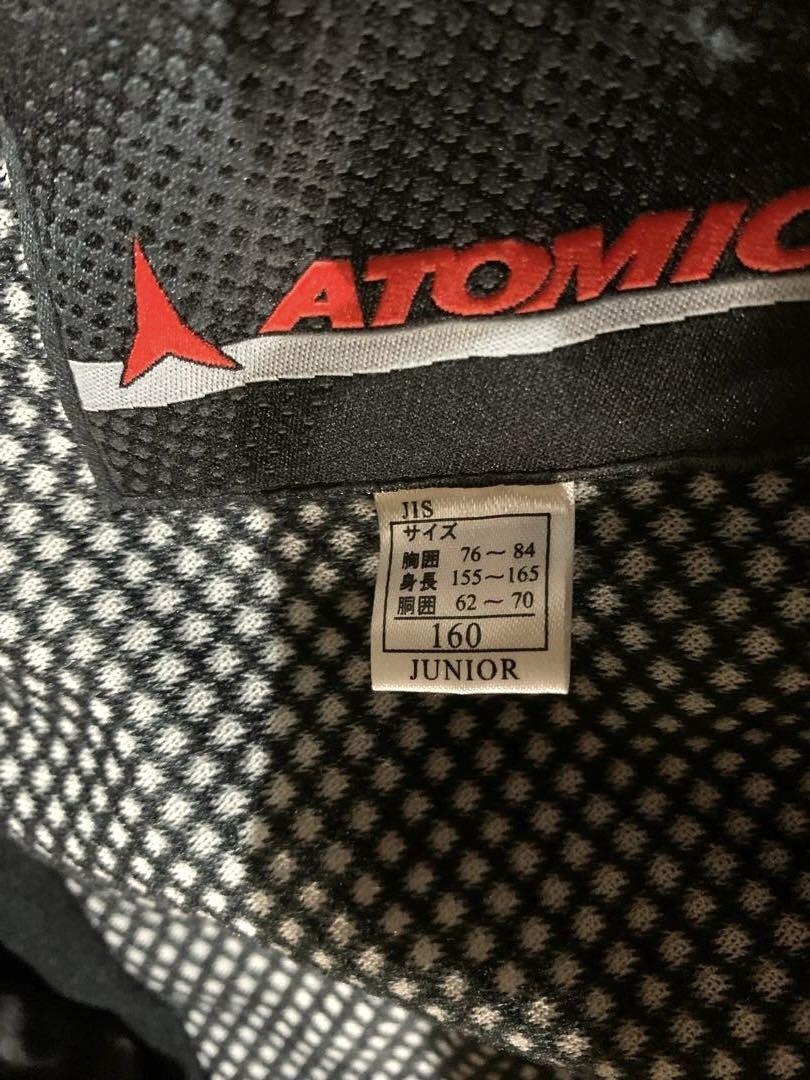 ATOMIC
JIS
サイズ
胸囲 76～84
身長 155～165
胴囲 62～70
160
JUNIOR